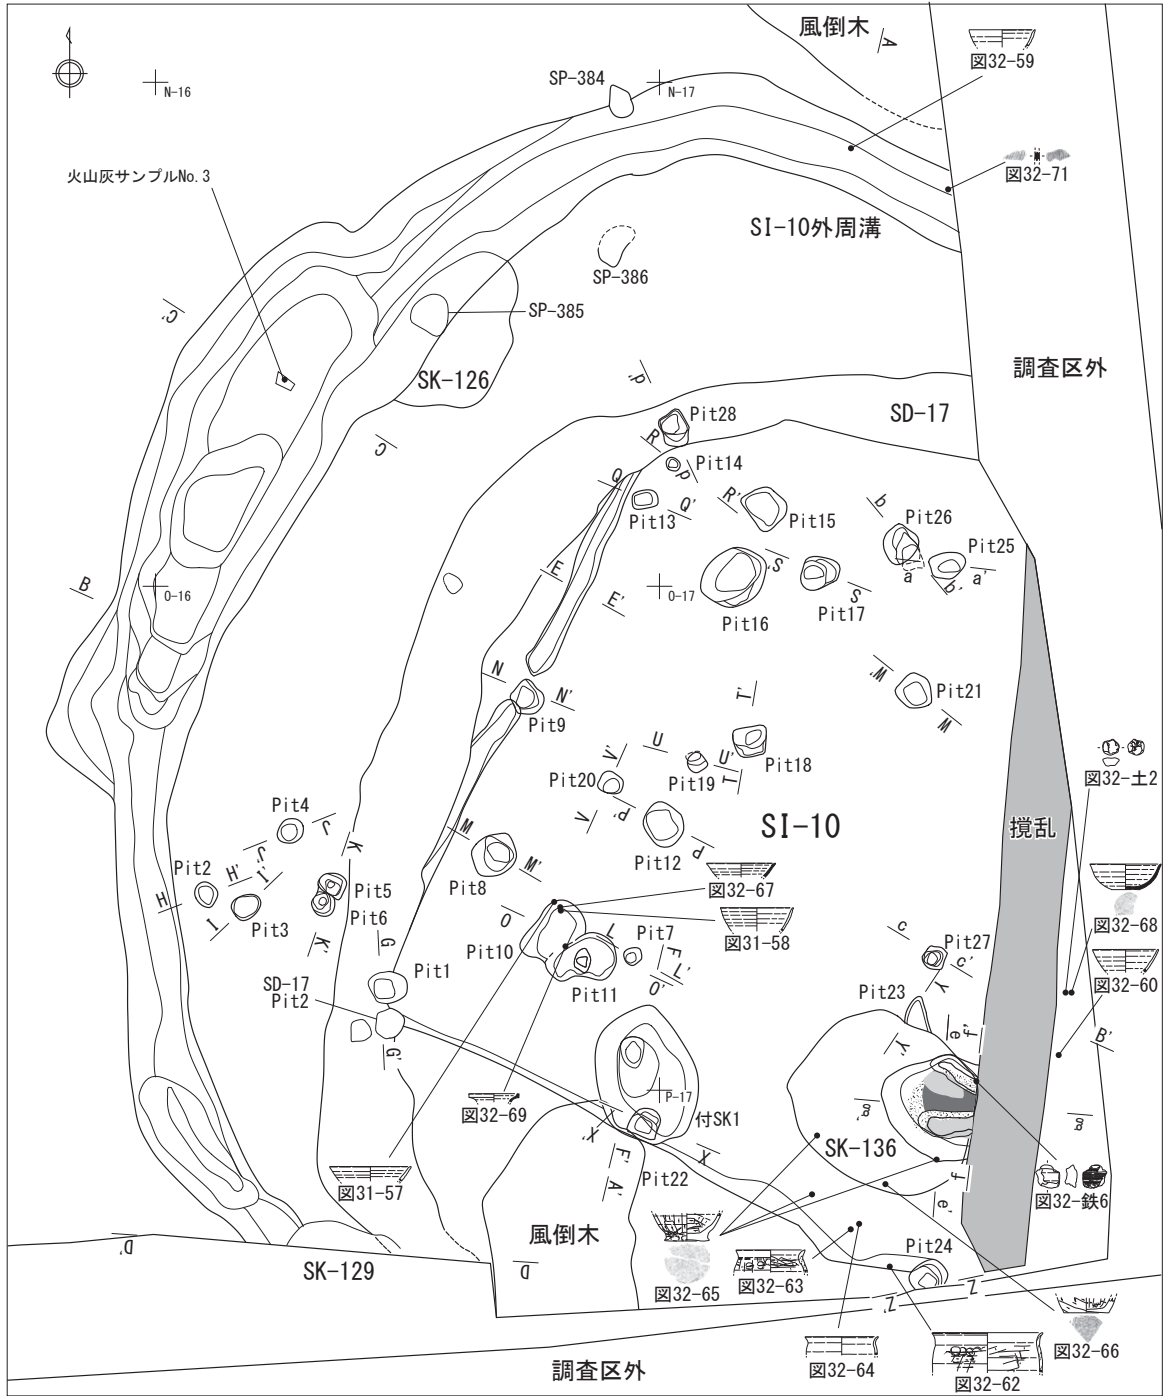 風倒木
A
図32-59
SP-384
N-16
N-17
火山灰サンプルNo.3
図32-71
SI-10外周溝
SP-386
SP-385
C'
調査区外
SK-126
d'
SD-17
Pit28
C
R
Pit14
d
Q
Pit13
Q'
R'
Pit15
b
Pit26
Pit25
E
S'
a
a'
b'
B
O-16
E'
O-17
Pit16
Pit17
S
N
N'
Pit9
W'
Pit21
W
T'
U
V'
Pit20
Pit19
U'
T
Pit18
図32-土2
Pit4
J
K
M
V
P'
Pit12
P
SI-10
撹乱
J'
Pit2
H'
I'
Pit5
Pit8
M'
図32-67
H
I
Pit3
Pit6
O
図31-58
図32-68
K'
G
Pit10
L
Pit7
F
c
Pit27
SD-17
Pit2
Pit1
Pit11
L'
O'
c'
Y
図32-60
Pit23
G'
Y'
e
f'
B'
P-17
図32-69
付SK1
g'
g
X'
X
SK-136
F'
Pit22
f
図32-鉄6
図31-57
A'
e'
風倒木
D'
D
Pit24
SK-129
図32-65
図32-63
Z
Z'
図32-66
図32-64
図32-62
調査区外